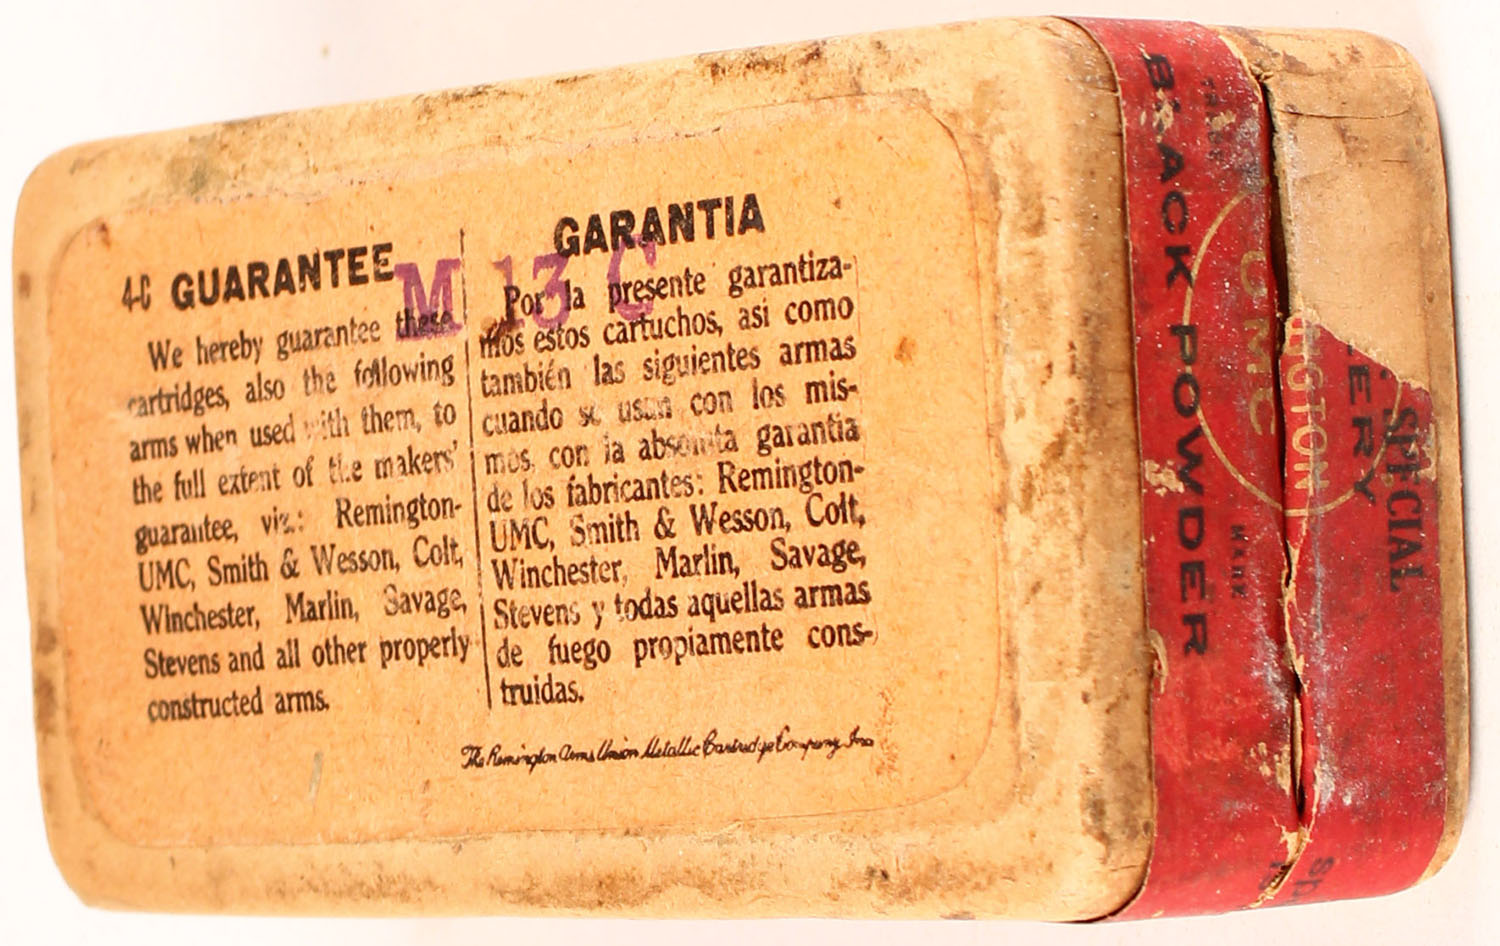 4-C GUARANTEE
We hereby guarantee these
cartridges, also the following
arms when used with them, to
the full extent of the makers'
guarantee, viz.: Remington-
UMC, Smith & Wesson, Colt,
Winchester, Marlin, Savage,
Stevens and all other properly
constructed arms.
GARANTIA
Por la presente garantiza-
mos estos cartuchos, asi como
también las siguientes armas
cuando se usan con los mis-
mos, con la absoluta garantia
de los fabricantes: Remington-
UMC, Smith & Wesson, Colt,
Winchester, Marlin, Savage,
Stevens y todas aquellas armas
de fuego propiamente cons-
truidas.
The Remington Arms Union Metallic Cartridge Company, Inc
M 13 C
BLACK POWDER
TRADE
UMC
NGTON
MARK
ERY
SPECIAL